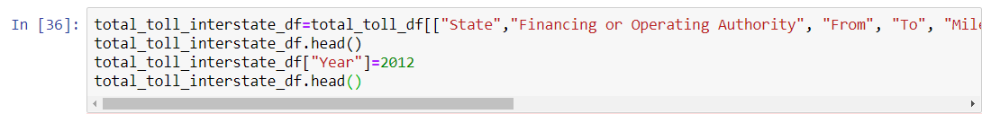 In [36]: total_toll_interstate_df=total_toll_df[["State","Financing or Operating Authority", "From", "To", "Mile
total_toll_interstate_df.head()
total_toll_interstate_df["Year"]=2012
total_toll_interstate_df.head()